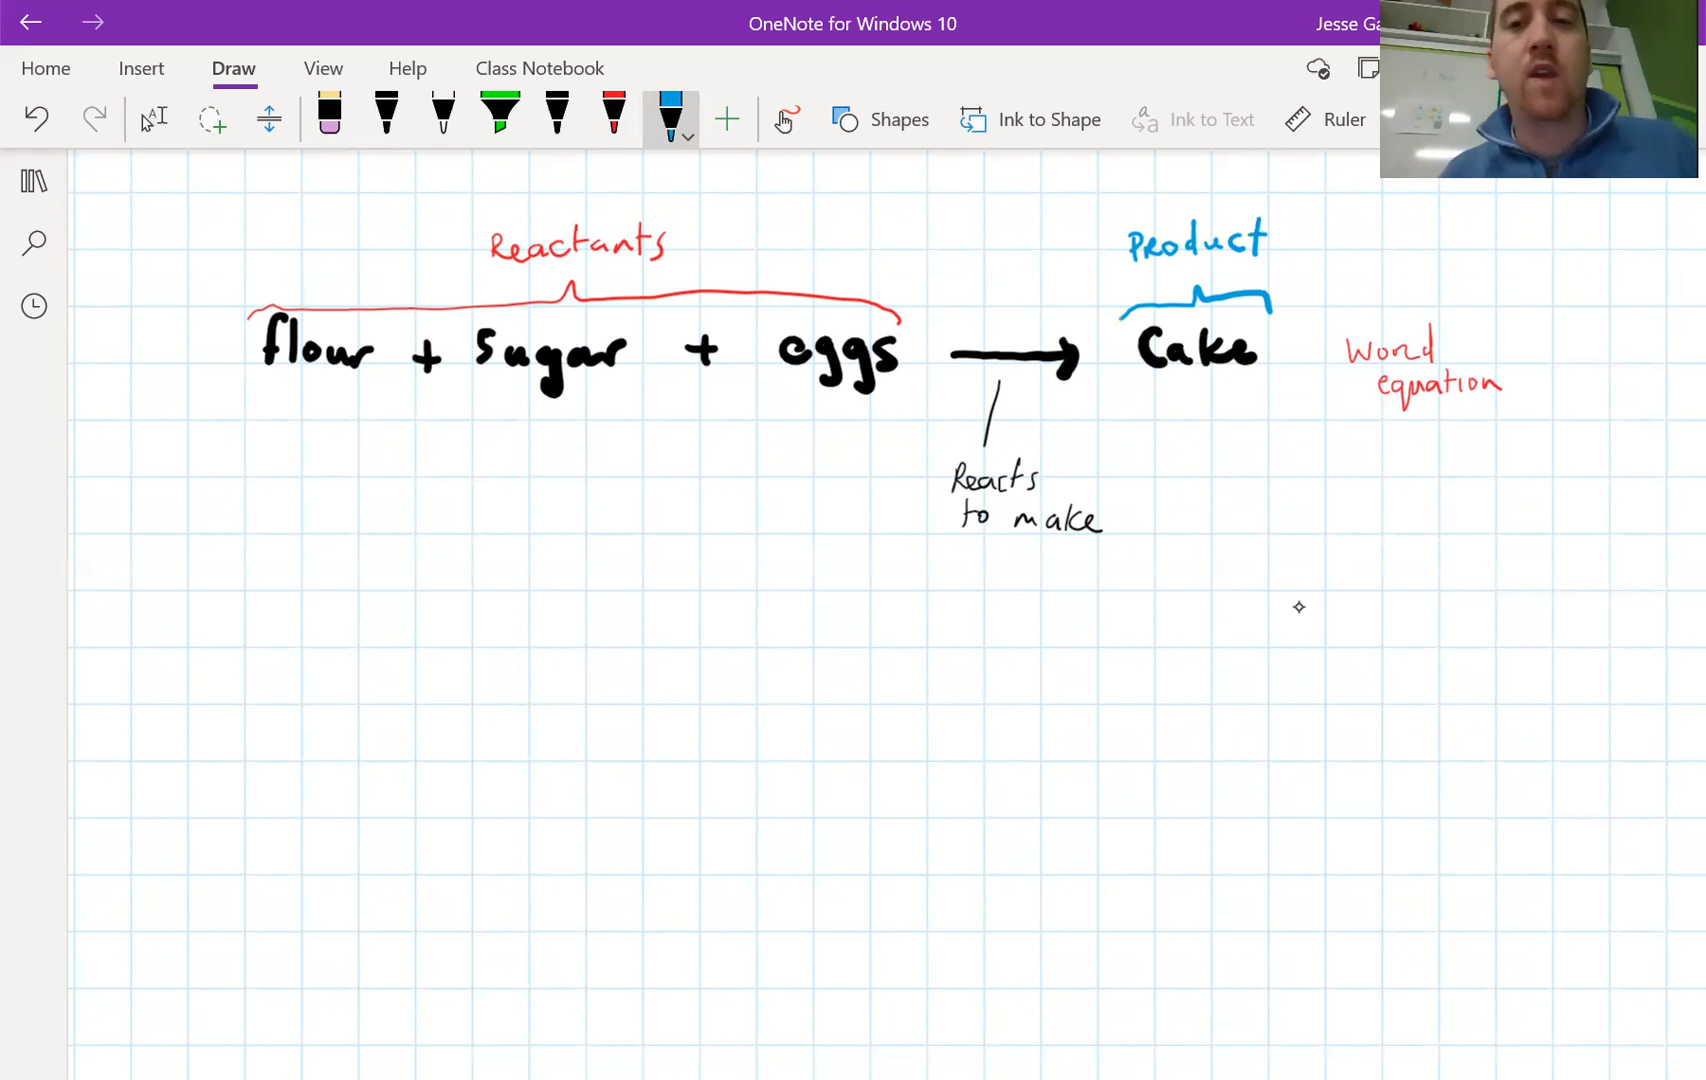 OneNote for Windows 10
Jesse Ga
Home Insert Draw View Help Class Notebook
Shapes Ink to Shape Ink to Text Ruler
Reactants
Product
flour + sugar + eggs → Cake
Word
equation
Reacts
to make